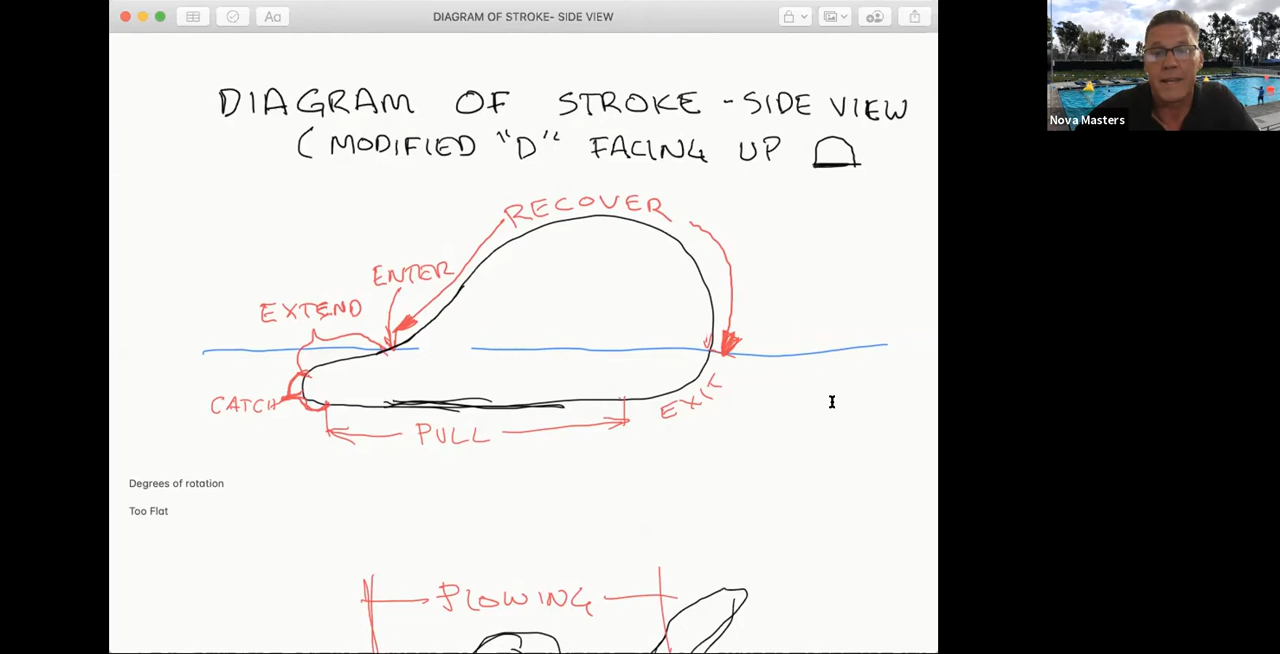 DIAGRAM OF STROKE- SIDE VIEW
Aa
Nova Masters
DIAGRAM OF STROKE - SIDE VIEW
(MODIFIED "D" FACING UP
RECOVER
ENTER
EXTEND
CATCH
EXIT
PULL
Degrees of rotation
Too Flat
PLOWING